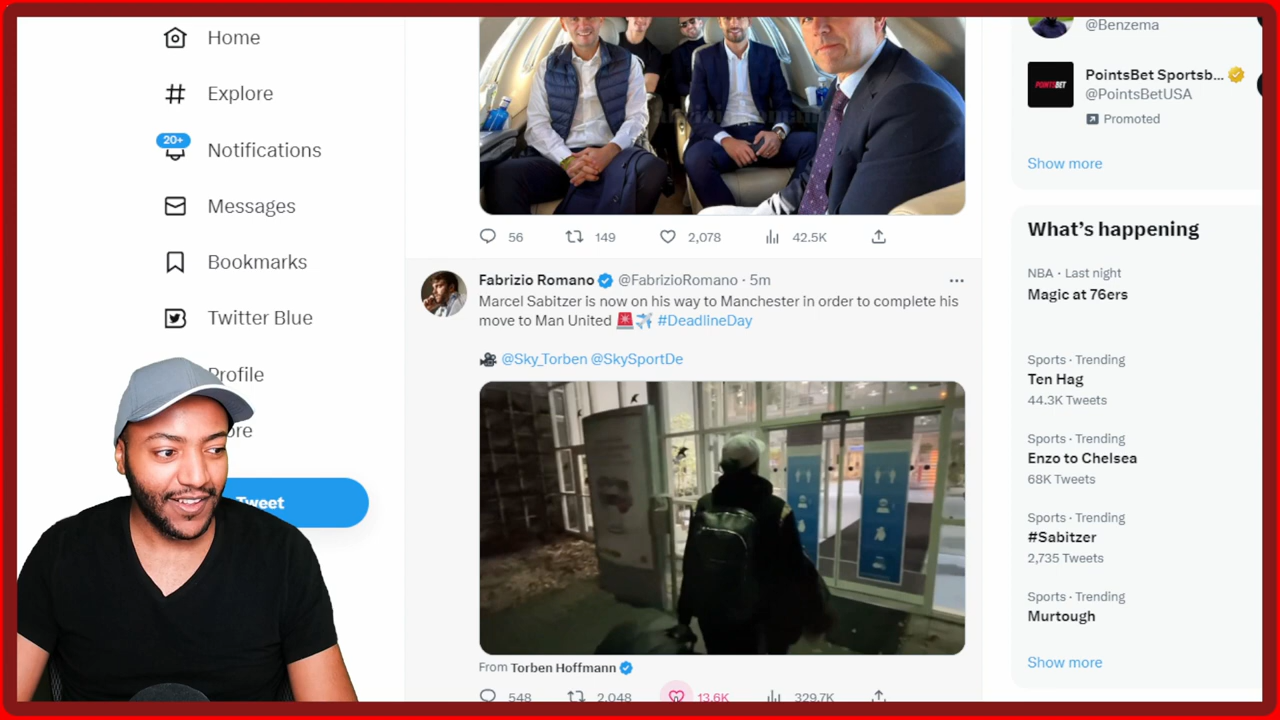 Home
Explore
20+
Notifications
Messages
Bookmarks
Twitter Blue
Profile
Tweet
56 149 2,078 42.5K
Fabrizio Romano @FabrizioRomano · 5m
Marcel Sabitzer is now on his way to Manchester in order to complete his
move to Man United 🚨✈️ #DeadlineDay
🎥 @Sky_Torben @SkySportDe
From Torben Hoffmann
548 2,048 13.6K 329.7K
@Benzema
POINTSBET
PointsBet Sportsb...
@PointsBetUSA
Promoted
Show more
What's happening
NBA · Last night
Magic at 76ers
Sports · Trending
Ten Hag
44.3K Tweets
Sports · Trending
Enzo to Chelsea
68K Tweets
Sports · Trending
#Sabitzer
2,735 Tweets
Sports · Trending
Murtough
Show more